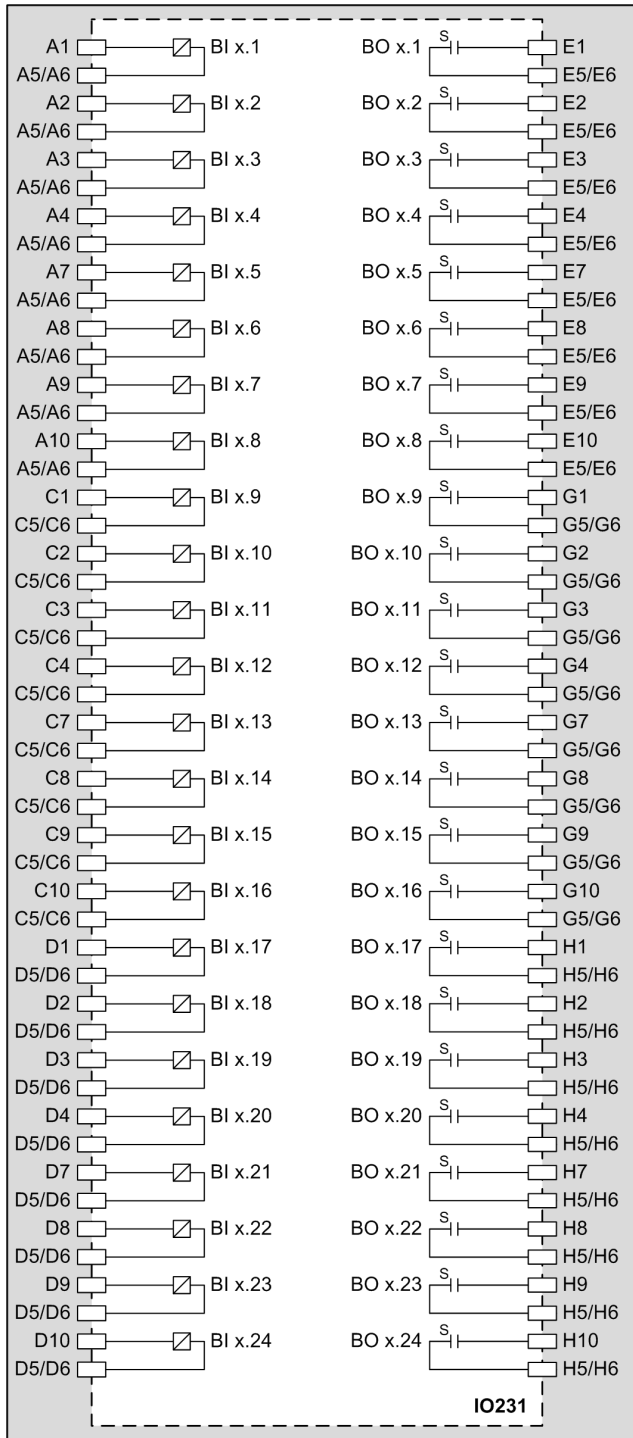 A1 BI x.1 BO x.1 S E1
A5/A6 E5/E6
A2 BI x.2 BO x.2 S E2
A5/A6 E5/E6
A3 BI x.3 BO x.3 S E3
A5/A6 E5/E6
A4 BI x.4 BO x.4 S E4
A5/A6 E5/E6
A7 BI x.5 BO x.5 S E7
A5/A6 E5/E6
A8 BI x.6 BO x.6 S E8
A5/A6 E5/E6
A9 BI x.7 BO x.7 S E9
A5/A6 E5/E6
A10 BI x.8 BO x.8 S E10
A5/A6 E5/E6
C1 BI x.9 BO x.9 S G1
C5/C6 G5/G6
C2 BI x.10 BO x.10 S G2
C5/C6 G5/G6
C3 BI x.11 BO x.11 S G3
C5/C6 G5/G6
C4 BI x.12 BO x.12 S G4
C5/C6 G5/G6
C7 BI x.13 BO x.13 S G7
C5/C6 G5/G6
C8 BI x.14 BO x.14 S G8
C5/C6 G5/G6
C9 BI x.15 BO x.15 S G9
C5/C6 G5/G6
C10 BI x.16 BO x.16 S G10
C5/C6 G5/G6
D1 BI x.17 BO x.17 S H1
D5/D6 H5/H6
D2 BI x.18 BO x.18 S H2
D5/D6 H5/H6
D3 BI x.19 BO x.19 S H3
D5/D6 H5/H6
D4 BI x.20 BO x.20 S H4
D5/D6 H5/H6
D7 BI x.21 BO x.21 S H7
D5/D6 H5/H6
D8 BI x.22 BO x.22 S H8
D5/D6 H5/H6
D9 BI x.23 BO x.23 S H9
D5/D6 H5/H6
D10 BI x.24 BO x.24 S H10
D5/D6 H5/H6
IO231